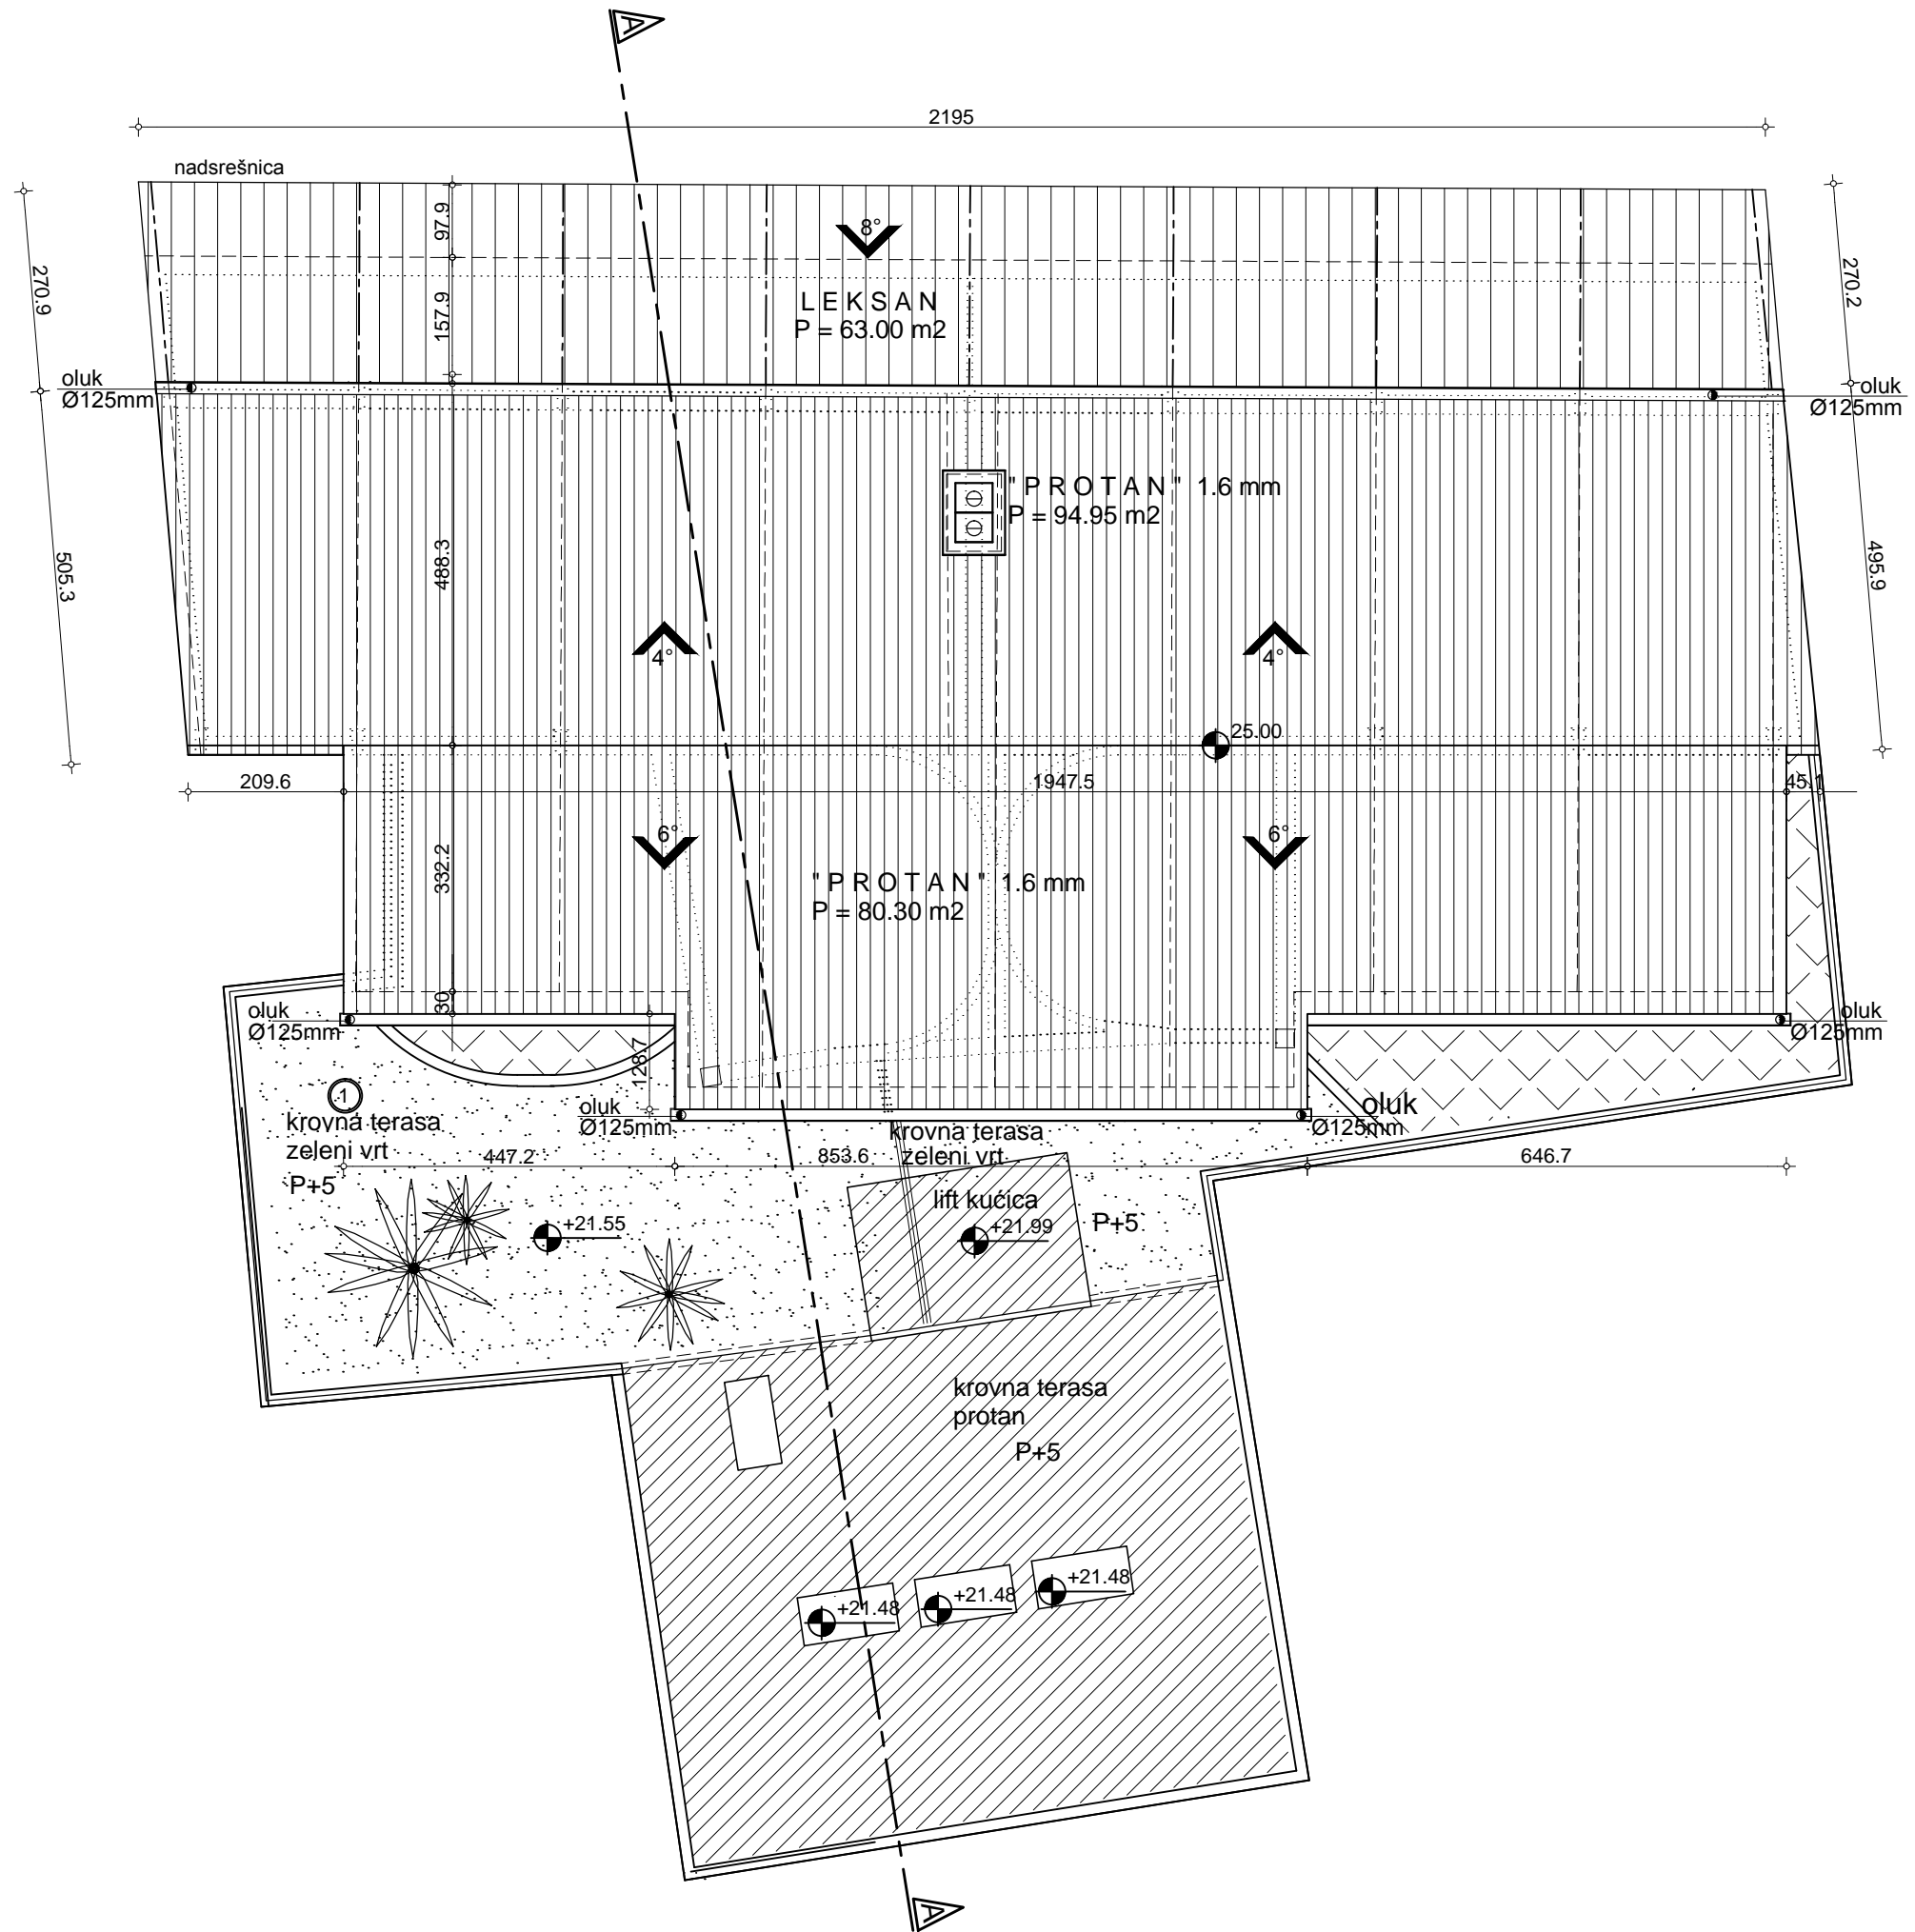 A
2195
nadsrešnica
97.9
8°
270.9
270.2
157.9
L E K S A N
P = 63.00 m2
oluk
Ø125mm
oluk
Ø125mm
" P R O T A N " 1.6 mm
P = 94.95 m2
488.3
505.3
495.9
4°
4°
25.00
209.6
1947.5
45.1
6°
6°
332.2
" P R O T A N " 1.6 mm
P = 80.30 m2
30
oluk
Ø125mm
oluk
Ø125mm
128.7
1
krovna terasa
zeleni vrt
P+5
oluk
Ø125mm
oluk
Ø125mm
krovna terasa
zeleni vrt
447.2
853.6
646.7
lift kućica
+21.99
P+5
+21.55
krovna terasa
protan
P+5
+21.48
+21.48
+21.48
A